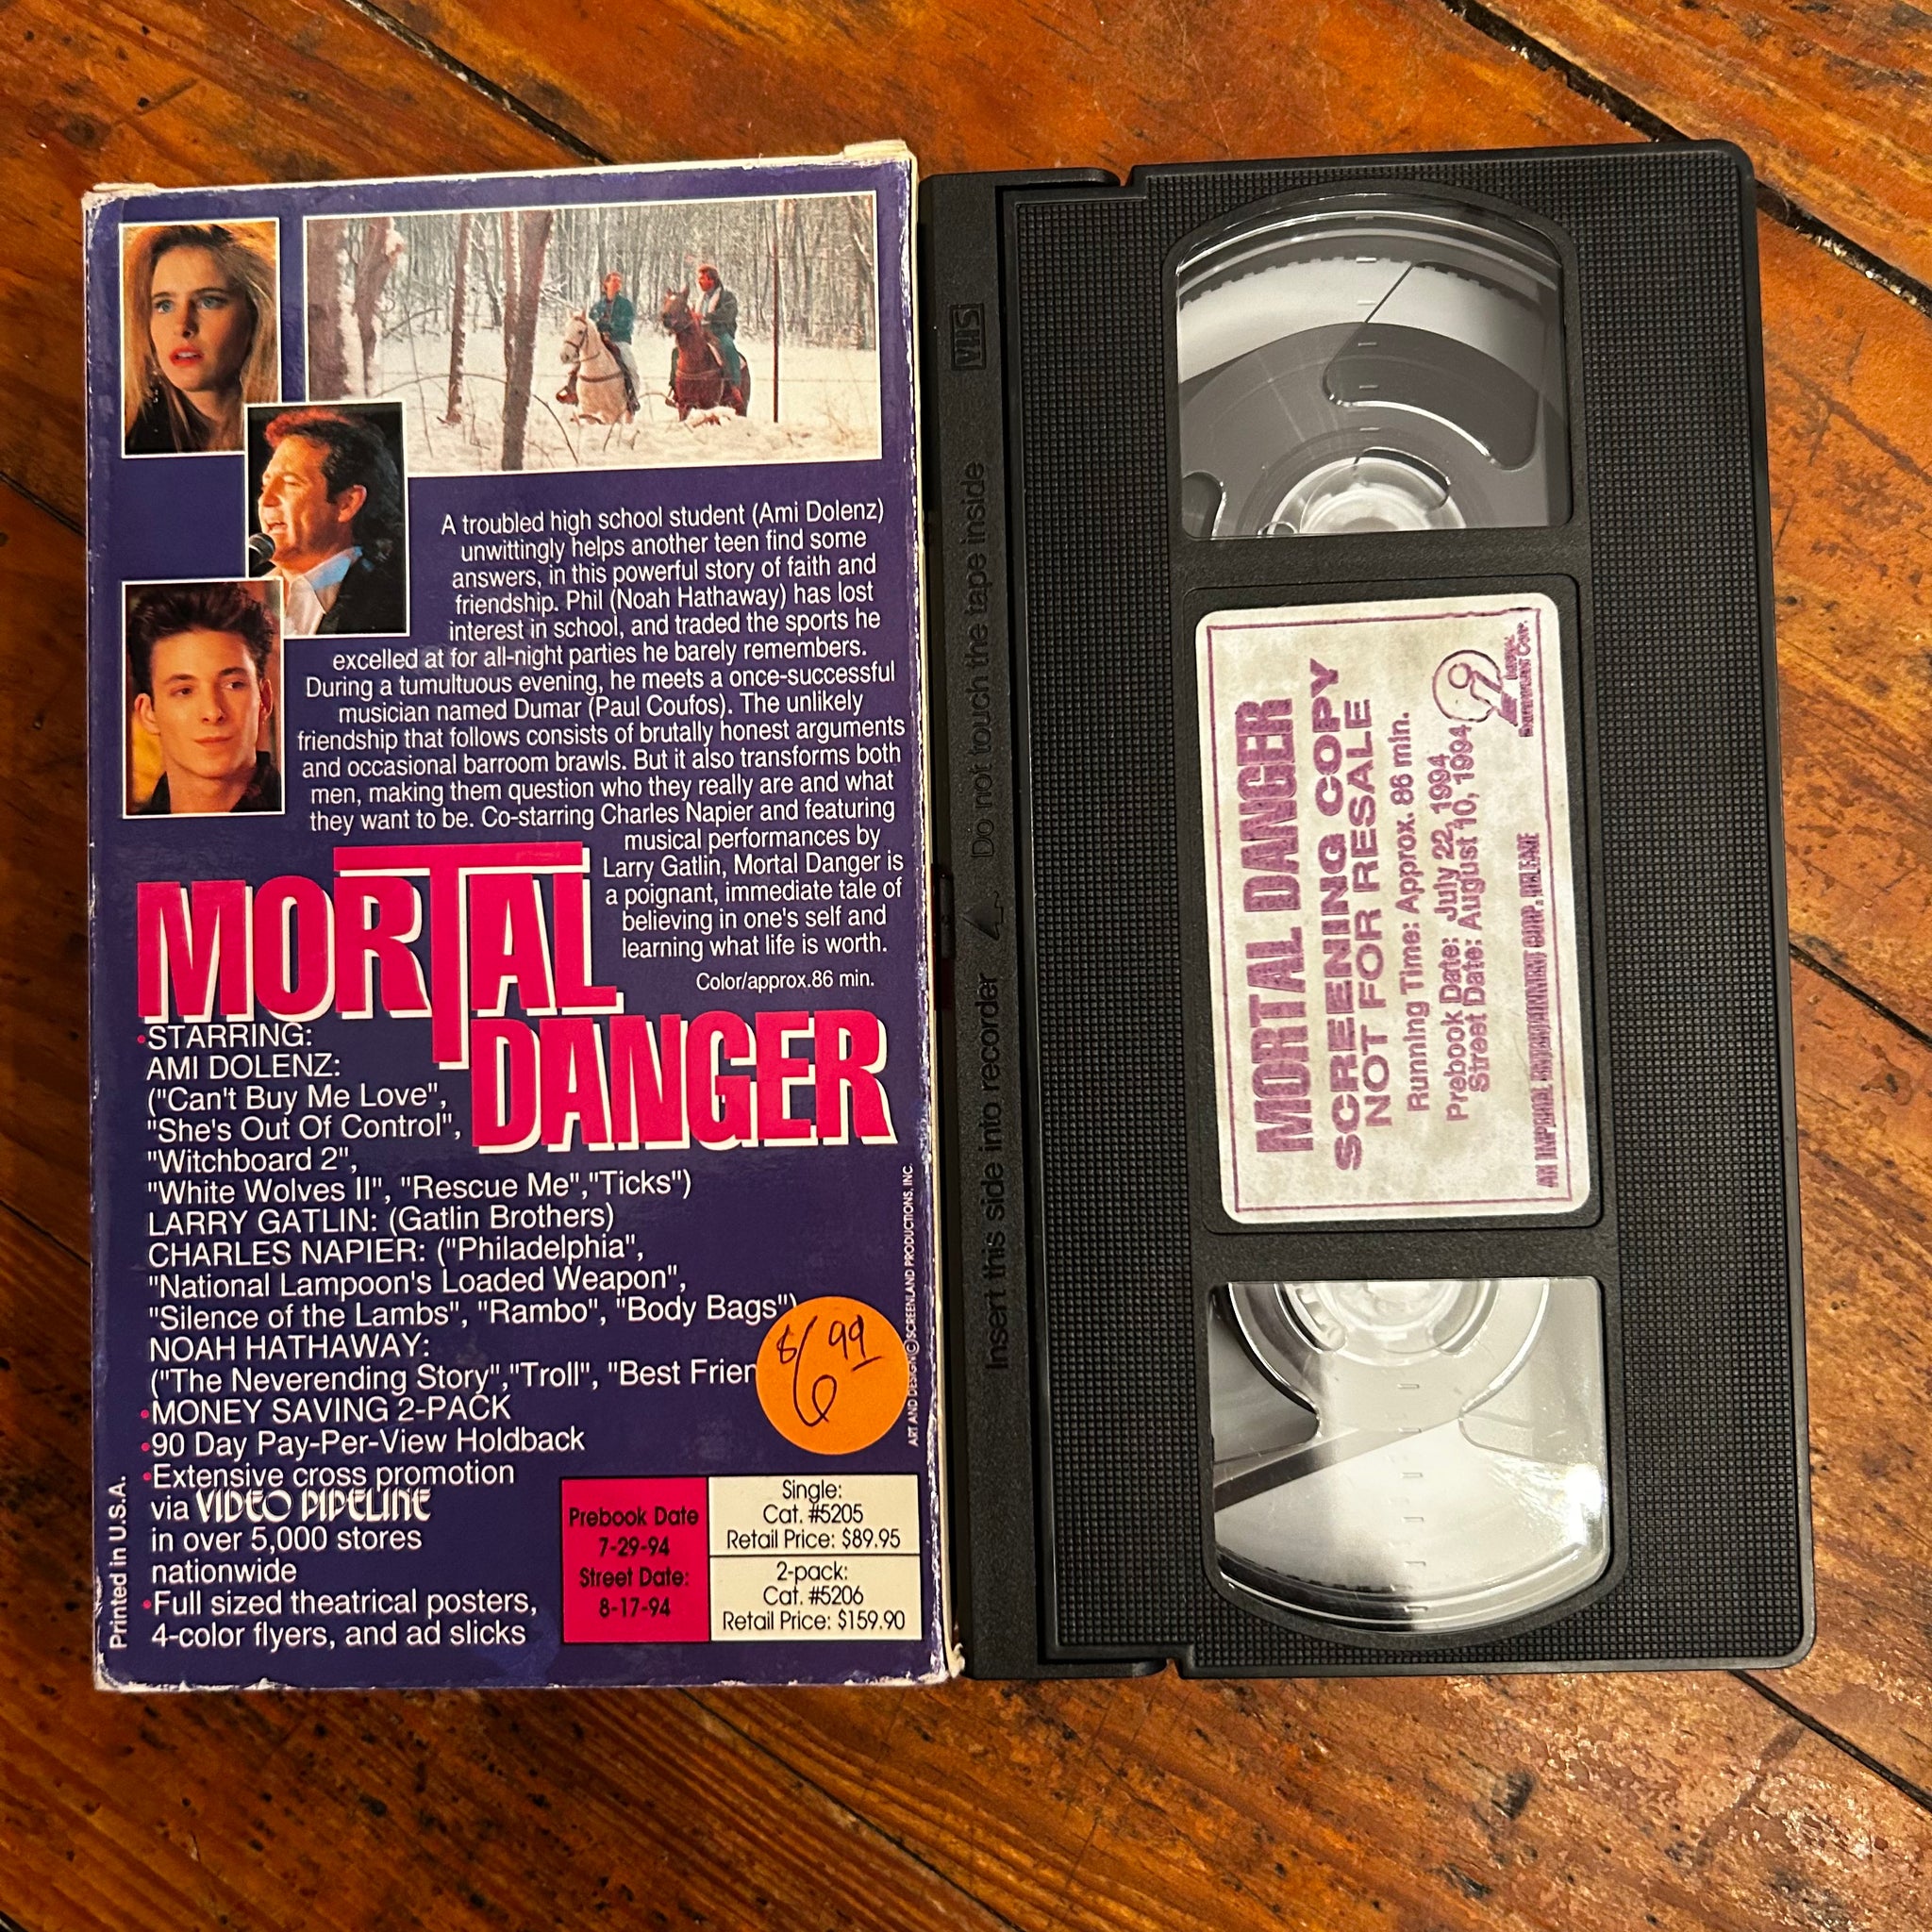 A troubled high school student (Ami Dolenz)
unwittingly helps another teen find some
answers, in this powerful story of faith and
friendship. Phil (Noah Hathaway) has lost
interest in school, and traded the sports he
excelled at for all-night parties he barely remembers.
During a tumultuous evening, he meets a once-successful
musician named Dumar (Paul Coufos). The unlikely
friendship that follows consists of brutally honest arguments
and occasional barroom brawls. But it also transforms both
men, making them question who they really are and what
they want to be. Co-starring Charles Napier and featuring
musical performances by
Larry Gatlin, Mortal Danger is
a poignant, immediate tale of
believing in one's self and
learning what life is worth.
Color/approx.86 min.
MORTAL
DANGER
•STARRING:
AMI DOLENZ:
("Can't Buy Me Love",
"She's Out Of Control",
"Witchboard 2",
"White Wolves II", "Rescue Me","Ticks")
LARRY GATLIN: (Gatlin Brothers)
CHARLES NAPIER: ("Philadelphia",
"National Lampoon's Loaded Weapon",
"Silence of the Lambs", "Rambo", "Body Bags")
NOAH HATHAWAY:
("The Neverending Story","Troll", "Best Frien
•MONEY SAVING 2-PACK
•90 Day Pay-Per-View Holdback
•Extensive cross promotion
via VIDEO PIPELINE
in over 5,000 stores
nationwide
•Full sized theatrical posters,
4-color flyers, and ad slicks
$6.99
Prebook Date
7-29-94
Street Date:
8-17-94
Single:
Cat. #5205
Retail Price: $89.95
2-pack:
Cat. #5206
Retail Price: $159.90
Printed in U.S.A.
ART AND DESIGN © SCREENLAND PRODUCTIONS, INC.
VHS
Insert this side into recorder
Do not touch the tape inside
MORTAL DANGER
SCREENING COPY
NOT FOR RESALE
Running Time: Approx. 86 min.
Prebook Date: July 22, 1994
Street Date: August 10, 1994
AN IMPERIAL ENTERTAINMENT CORP. RELEASE
IMPERIAL
ENTERTAINMENT CORP.